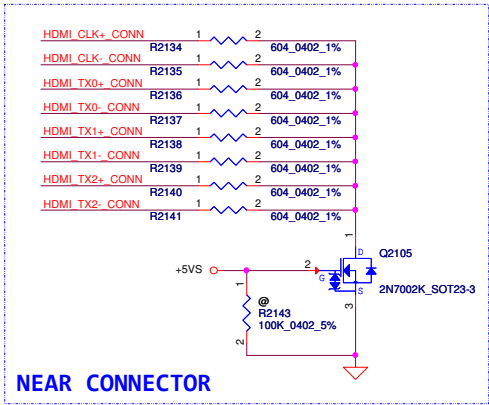 HDMI_CLK+_CONN 1 2
R2134 604_0402_1%
HDMI_CLK-_CONN 1 2
R2135 604_0402_1%
HDMI_TX0+_CONN 1 2
R2136 604_0402_1%
HDMI_TX0-_CONN 1 2
R2137 604_0402_1%
HDMI_TX1+_CONN 1 2
R2138 604_0402_1%
HDMI_TX1-_CONN 1 2
R2139 604_0402_1%
HDMI_TX2+_CONN 1 2
R2140 604_0402_1%
HDMI_TX2-_CONN 1 2
R2141 604_0402_1%
1
D Q2105
+5VS 2
G
S 2N7002K_SOT23-3
1 3
@
R2143
100K_0402_5%
2
NEAR CONNECTOR